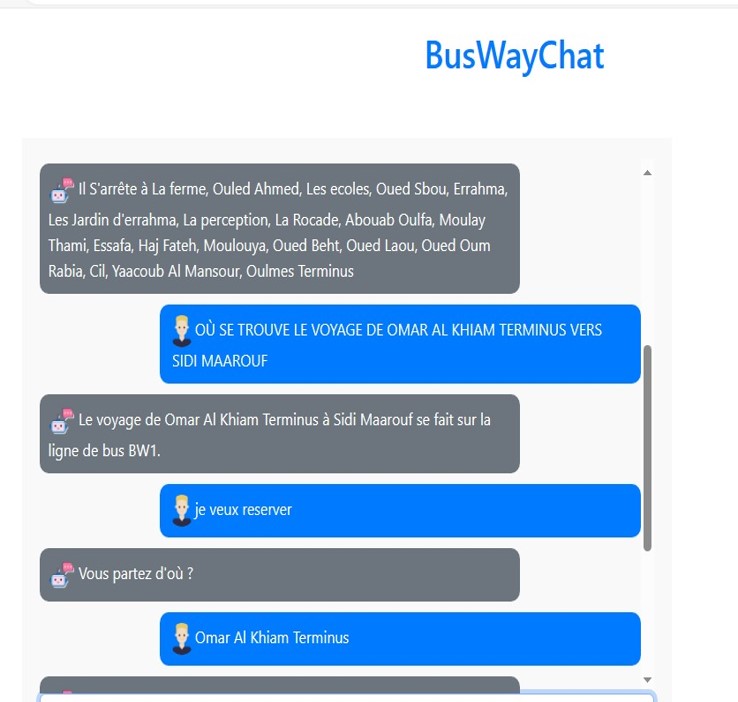 BusWayChat
Il S'arrête à La ferme, Ouled Ahmed, Les ecoles, Oued Sbou, Errahma,
Les Jardin d'errahma, La perception, La Rocade, Abouab Oulfa, Moulay
Thami, Essafa, Haj Fateh, Moulouya, Oued Beht, Oued Laou, Oued Oum
Rabia, Cil, Yaacoub Al Mansour, Oulmes Terminus
OÙ SE TROUVE LE VOYAGE DE OMAR AL KHIAM TERMINUS VERS
SIDI MAAROUF
Le voyage de Omar Al Khiam Terminus à Sidi Maarouf se fait sur la
ligne de bus BW1.
je veux reserver
Vous partez d'où ?
Omar Al Khiam Terminus